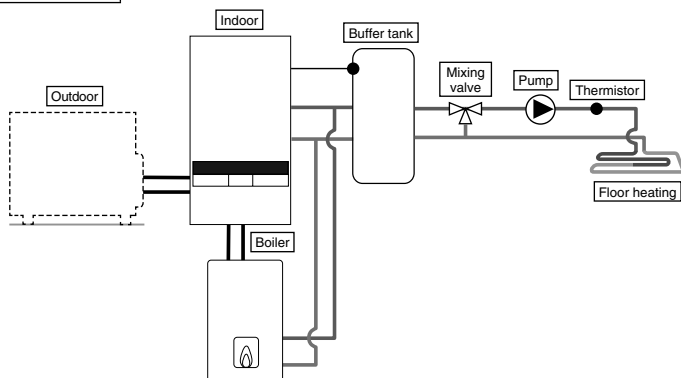 Indoor
Buffer tank
Mixing
valve
Pump
Thermistor
Outdoor
Floor heating
Boiler